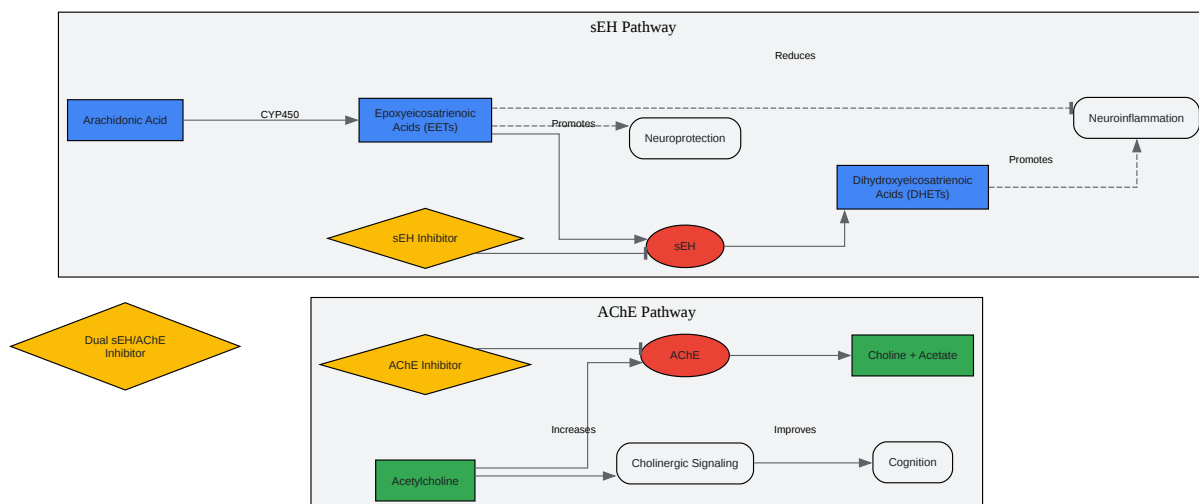 sEH Pathway
Reduces
Arachidonic Acid
CYP450
Epoxyeicosatrienoic
Acids (EETs)
Promotes
Neuroprotection
Neuroinflammation
Promotes
Dihydroxyeicosatrienoic
Acids (DHETs)
sEH Inhibitor
sEH
Dual sEH/AChE
Inhibitor
AChE Pathway
AChE Inhibitor
AChE
Choline + Acetate
Increases
Improves
Acetylcholine
Cholinergic Signaling
Cognition